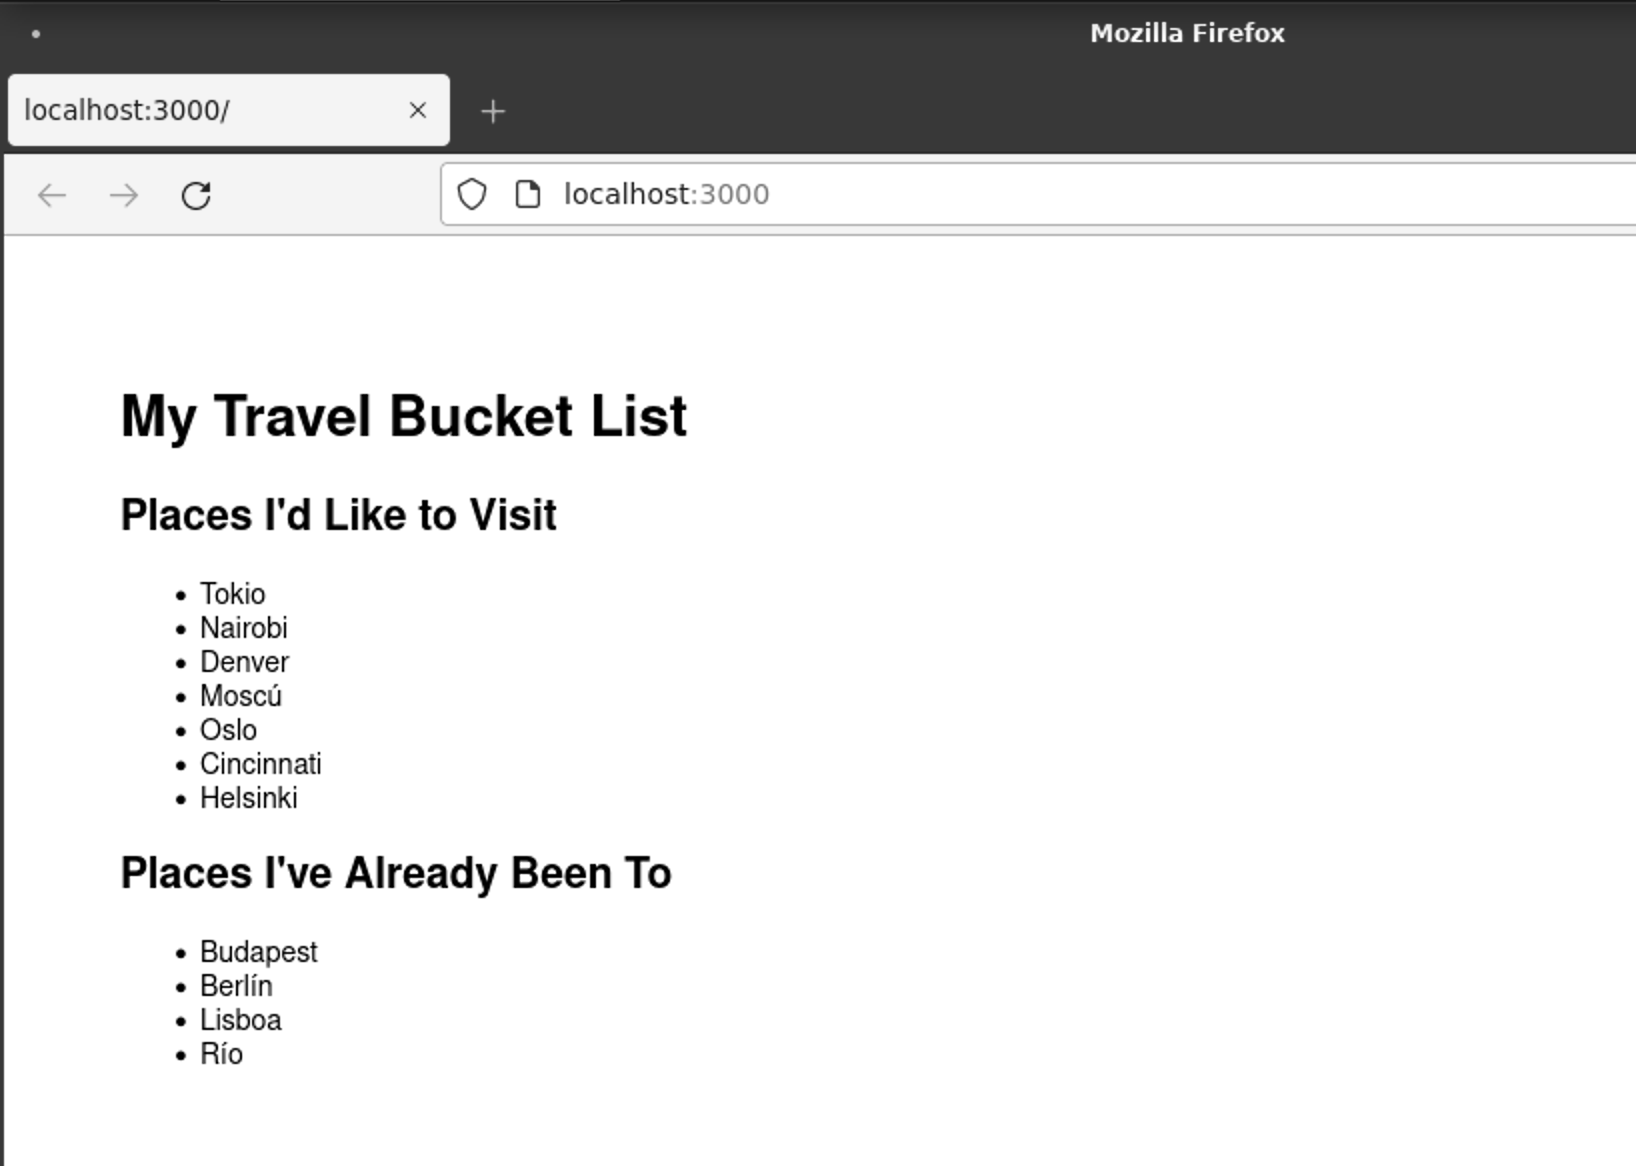 Mozilla Firefox
localhost:3000/
localhost:3000
My Travel Bucket List
Places I'd Like to Visit
Tokio
Nairobi
Denver
Moscú
Oslo
Cincinnati
Helsinki
Places I've Already Been To
Budapest
Berlín
Lisboa
Río